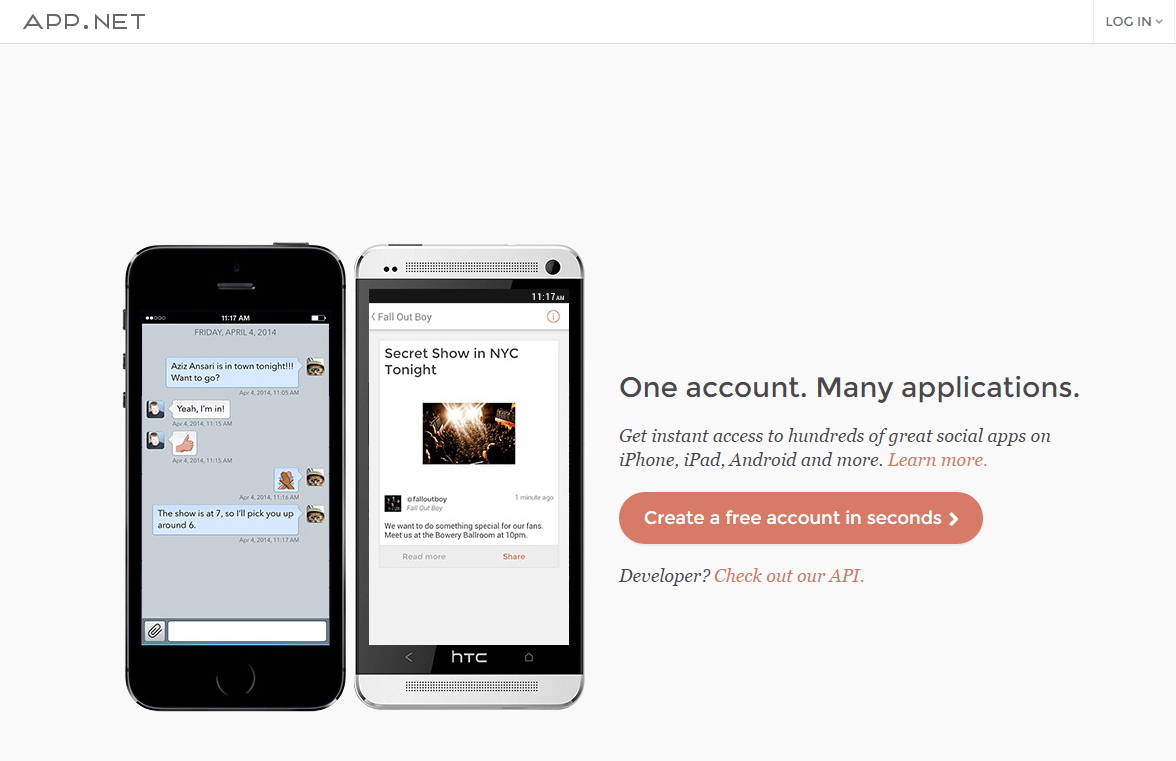 APP.NET
LOG IN
11:17 AM
FRIDAY, APRIL 4, 2014
Aziz Ansari is in town tonight!!!
Want to go?
Apr 4, 2014, 11:05 AM
Yeah, I'm in!
Apr 4, 2014, 11:15 AM
Apr 4, 2014, 11:15 AM
Apr 4, 2014, 11:16 AM
The show is at 7, so I'll pick you up
around 6.
Apr 4, 2014, 11:17 AM
11:17 AM
Fall Out Boy
Secret Show in NYC
Tonight
@falloutboy
1 minute ago
Fall Out Boy
We want to do something special for our fans.
Meet us at the Bowery Ballroom at 10pm.
Read more
Share
hTC
One account. Many applications.
Get instant access to hundreds of great social apps on
iPhone, iPad, Android and more. Learn more.
Create a free account in seconds
Developer? Check out our API.